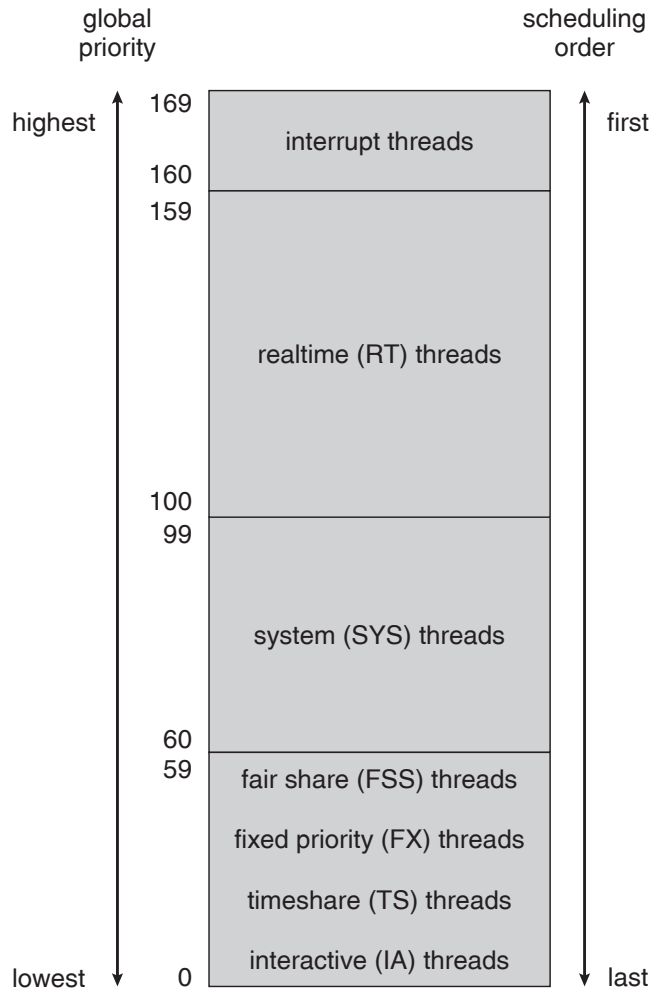 global
priority
scheduling
order
highest
169
first
interrupt threads
160
159
realtime (RT) threads
100
99
system (SYS) threads
60
59
fair share (FSS) threads
fixed priority (FX) threads
timeshare (TS) threads
interactive (IA) threads
lowest
0
last